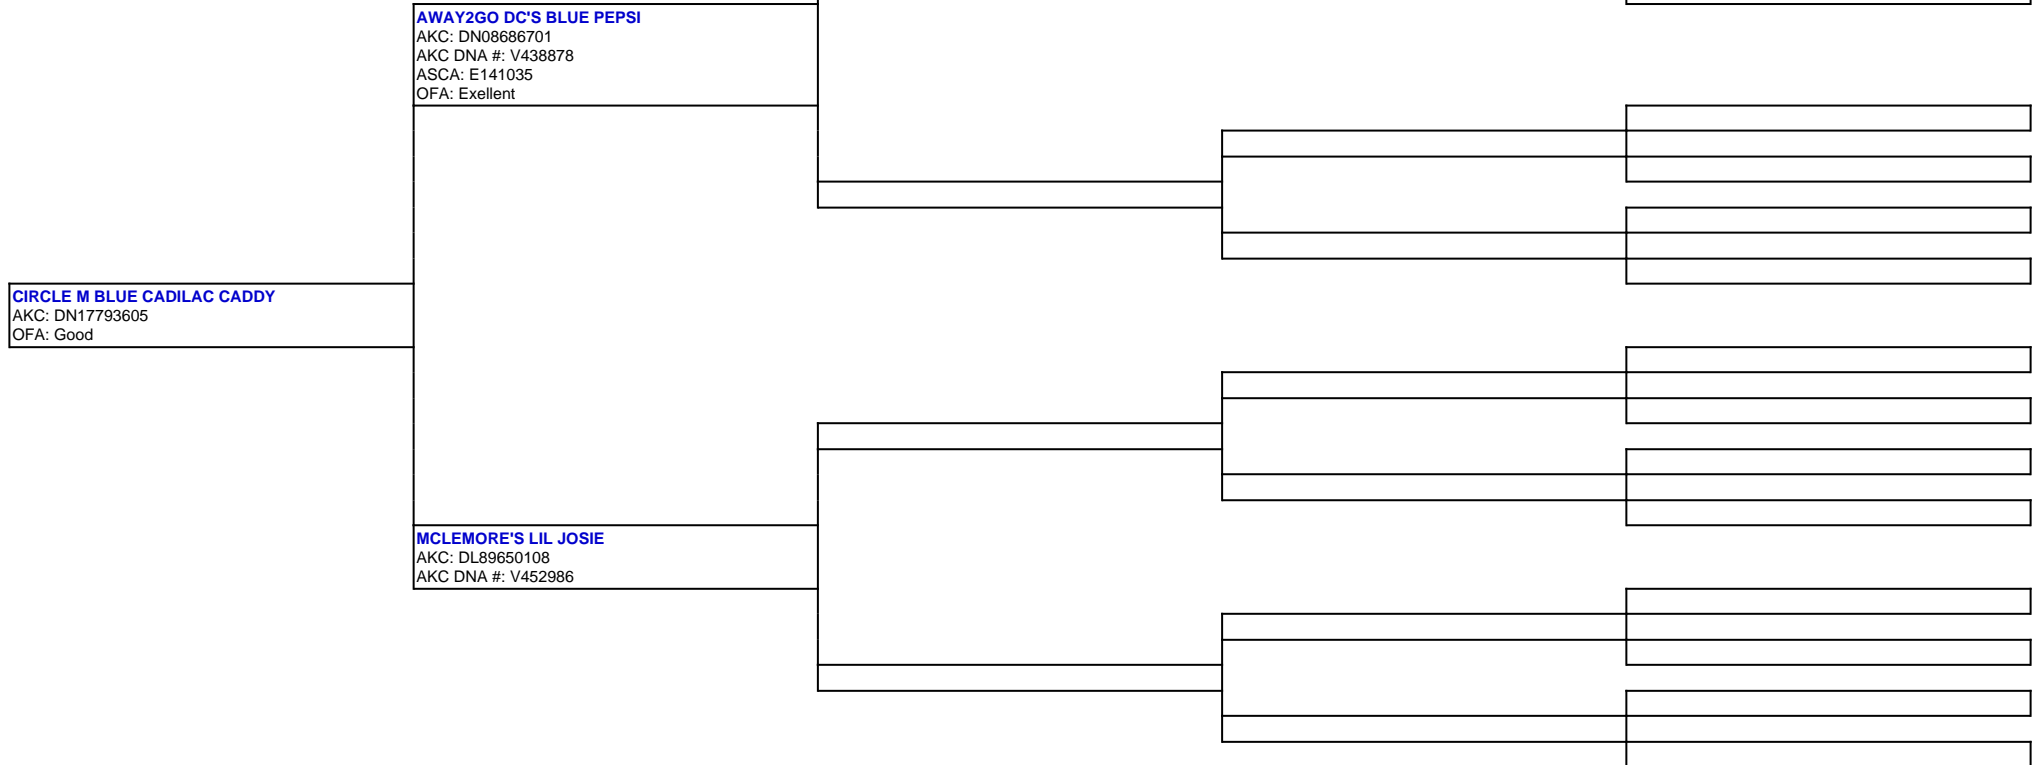 AWAY2GO DC'S BLUE PEPSI
AKC: DN08686701
AKC DNA #: V438878
ASCA: E141035
OFA: Exellent
CIRCLE M BLUE CADILAC CADDY
AKC: DN17793605
OFA: Good
MCLEMORE'S LIL JOSIE
AKC: DL89650108
AKC DNA #: V452986